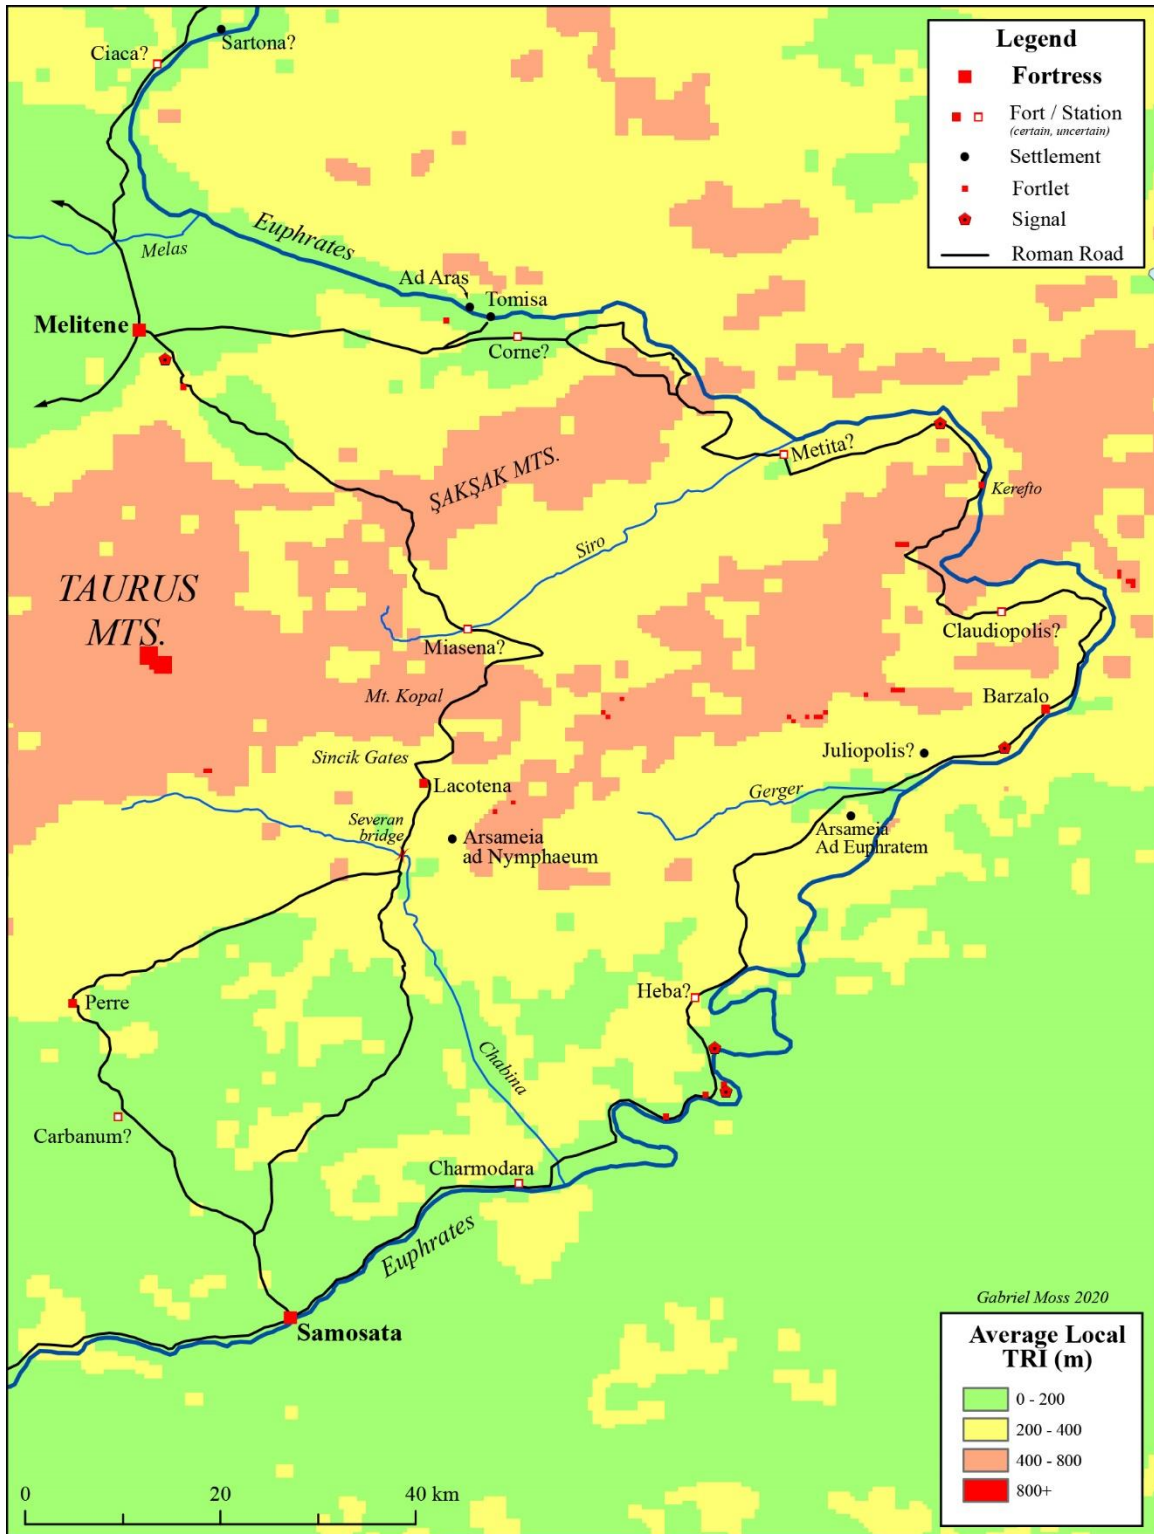 Sartona?
Ciaca?
Legend
Fortress
Fort / Station
(certain, uncertain)
Settlement
Fortlet
Signal
Roman Road
Euphrates
Melas
Ad Aras
Tomisa
Melitene
Corne?
Metita?
ŞAKŞAK MTS.
Kerefto
Siro
TAURUS
MTS.
Miasena?
Claudiopolis?
Mt. Kopal
Barzalo
Sincik Gates
Juliopolis?
Lacotena
Gerger
Severan
bridge
Arsameia
ad Nymphaeum
Arsameia
Ad Euphratem
Perre
Heba?
Chabina
Carbanum?
Charmodara
Euphrates
Samosata
Gabriel Moss 2020
Average Local
TRI (m)
0 - 200
200 - 400
400 - 800
800+
0 20 40 km